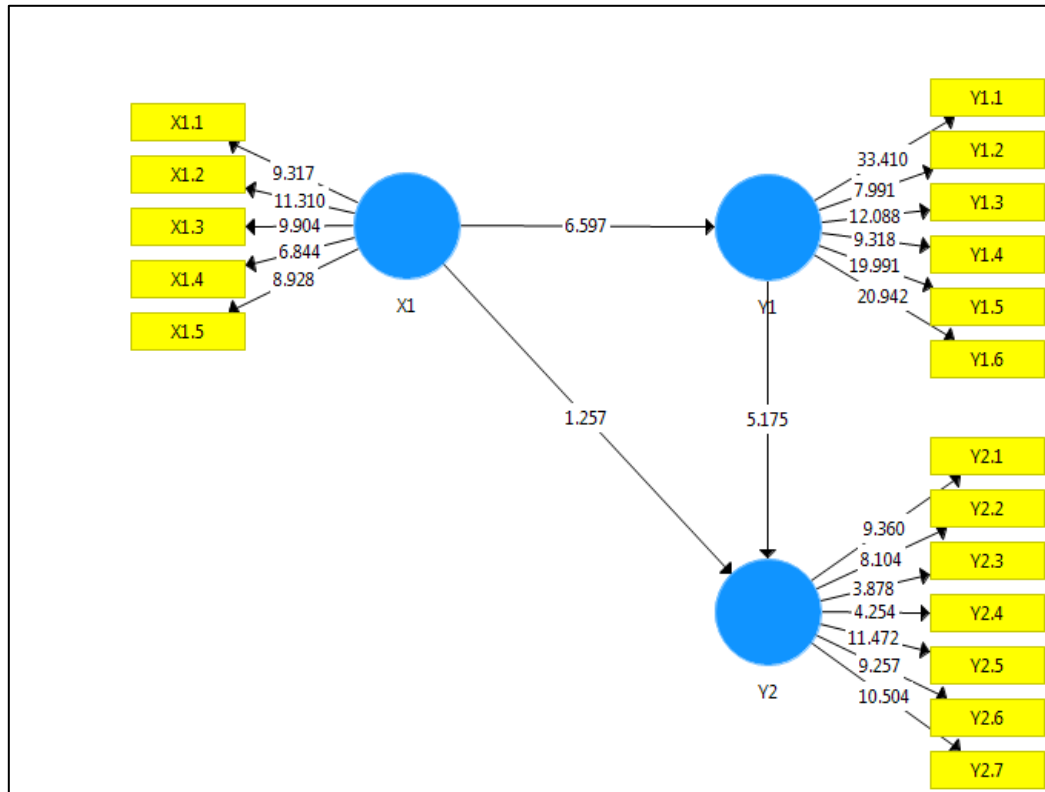 X1.1
X1.2
X1.3
X1.4
X1.5
9.317
11.310
9.904
6.844
8.928
X1
6.597
1.257
Y1
5.175
33.410
7.991
12.088
9.318
19.991
20.942
Y1.1
Y1.2
Y1.3
Y1.4
Y1.5
Y1.6
Y2
9.360
8.104
3.878
4.254
11.472
9.257
10.504
Y2.1
Y2.2
Y2.3
Y2.4
Y2.5
Y2.6
Y2.7